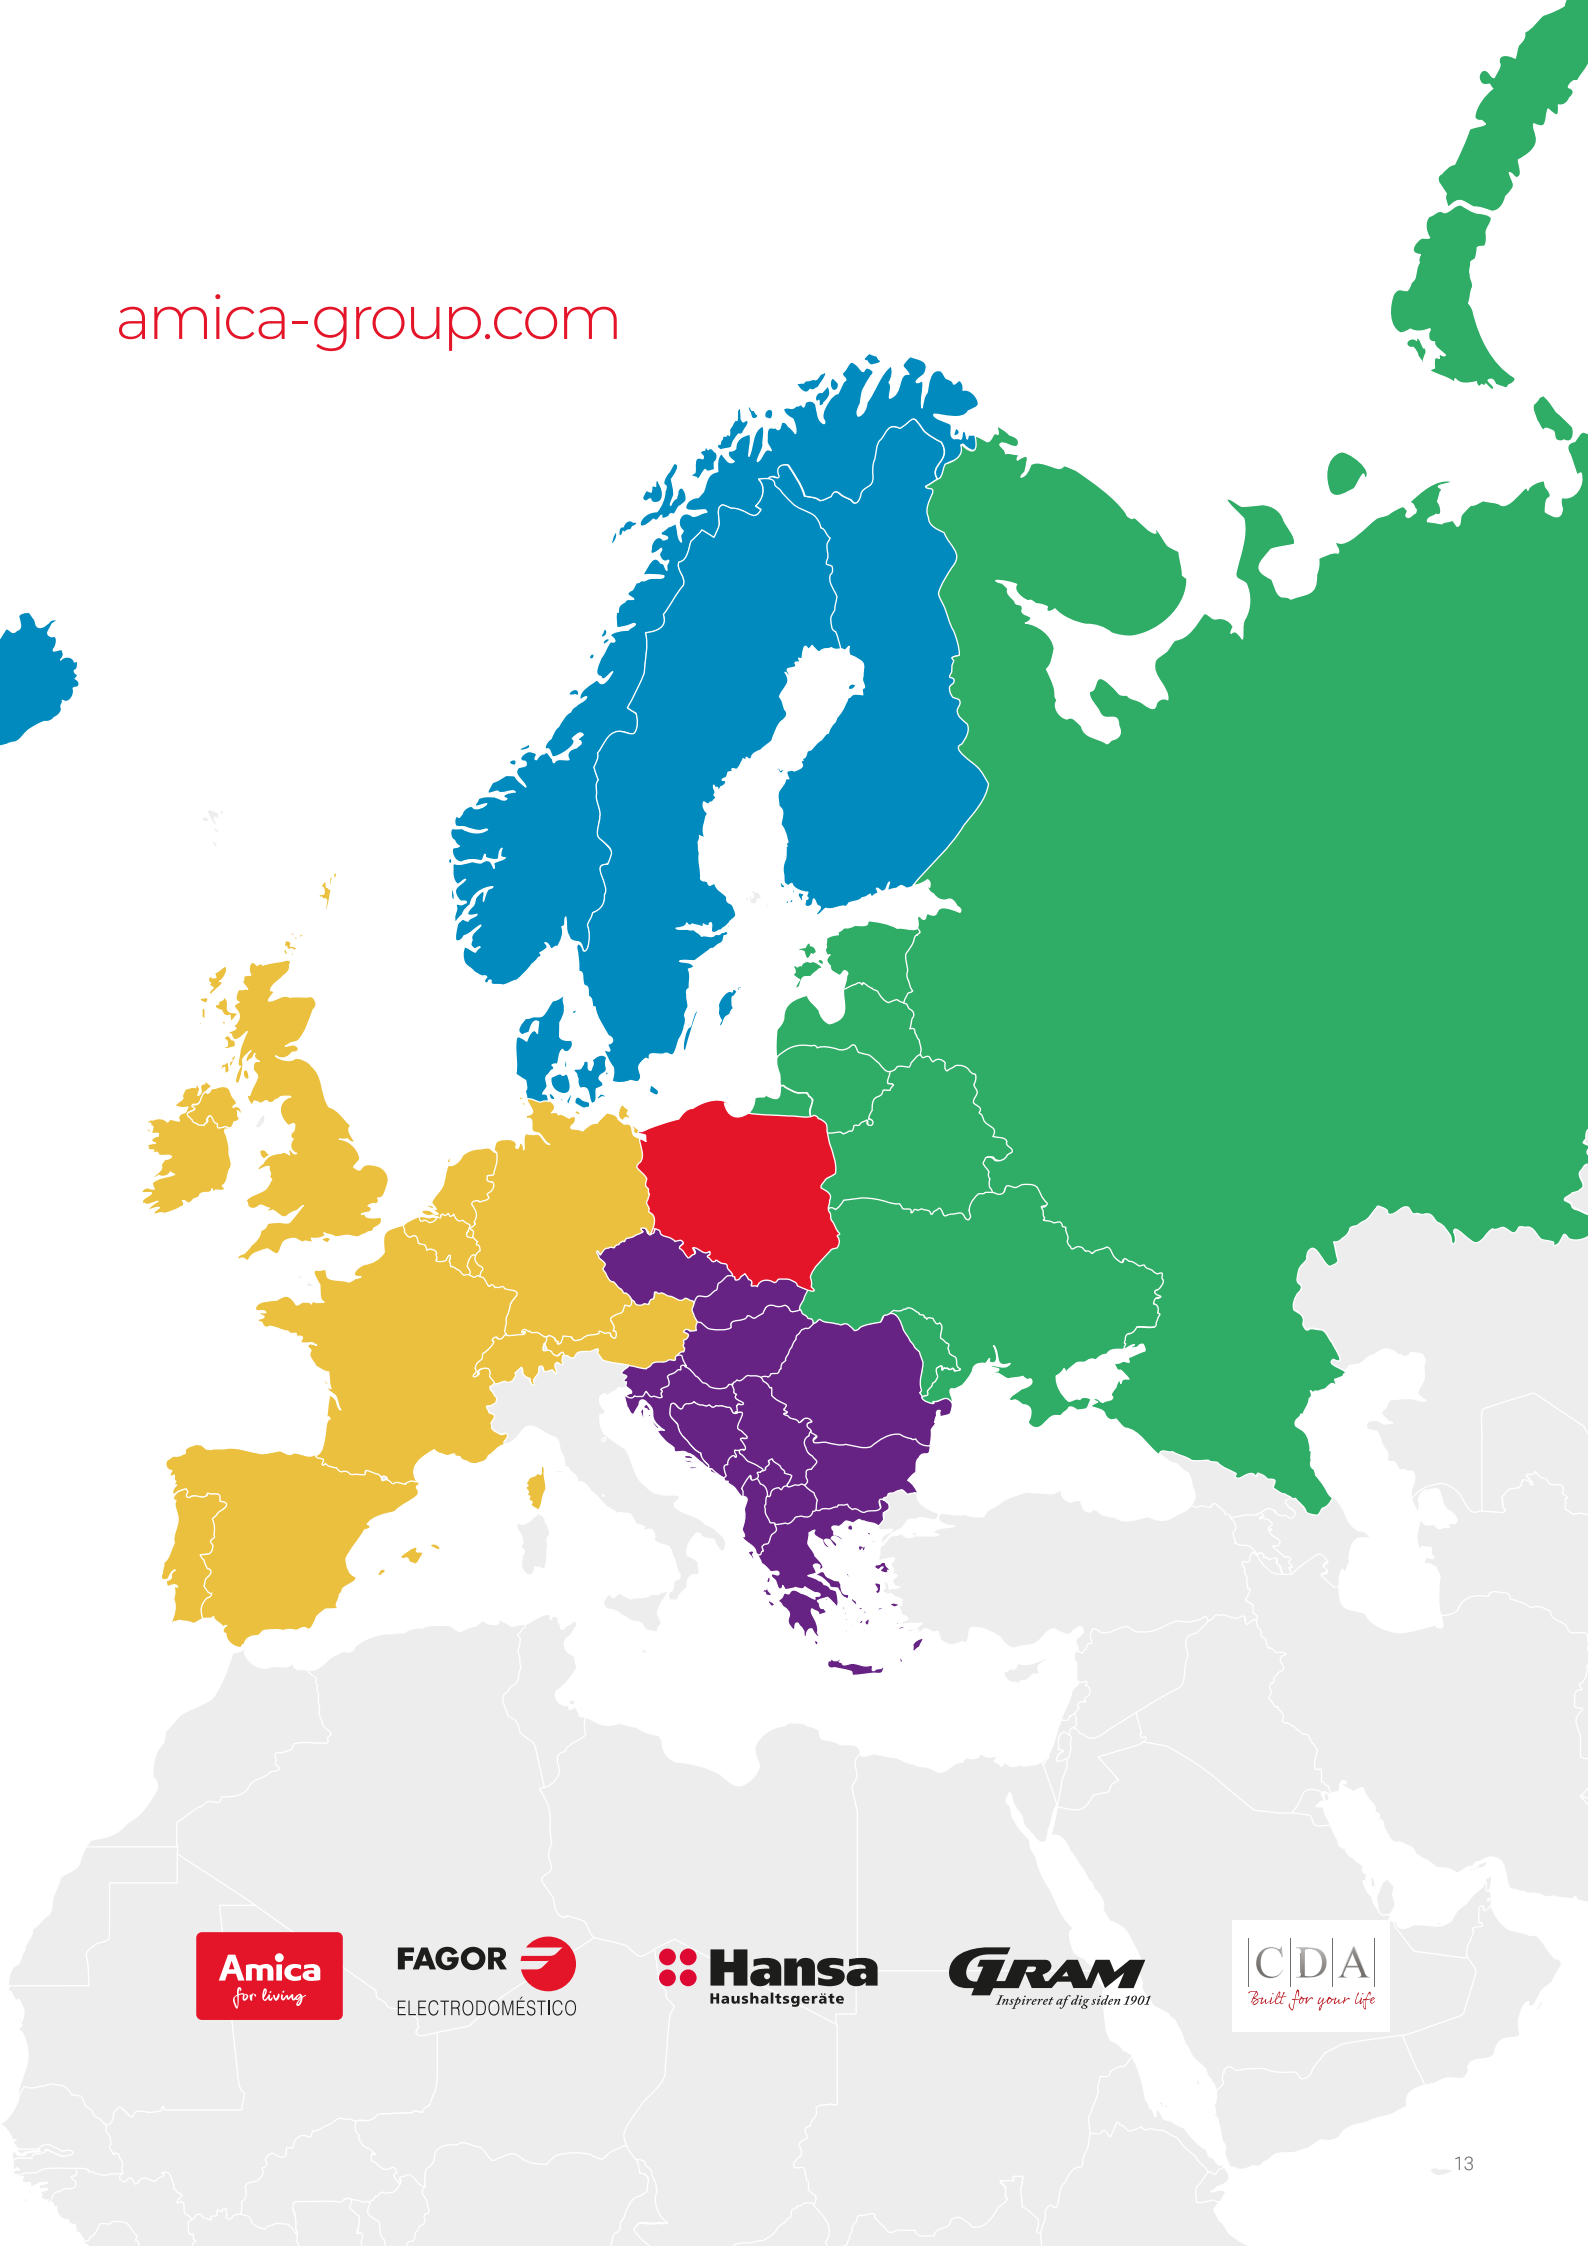 amica-group.com
Amica
for living
FAGOR
ELECTRODOMÉSTICO
Hansa
Haushaltsgeräte
GRAM
Inspireret af dig siden 1901
CDA
Built for your life
13